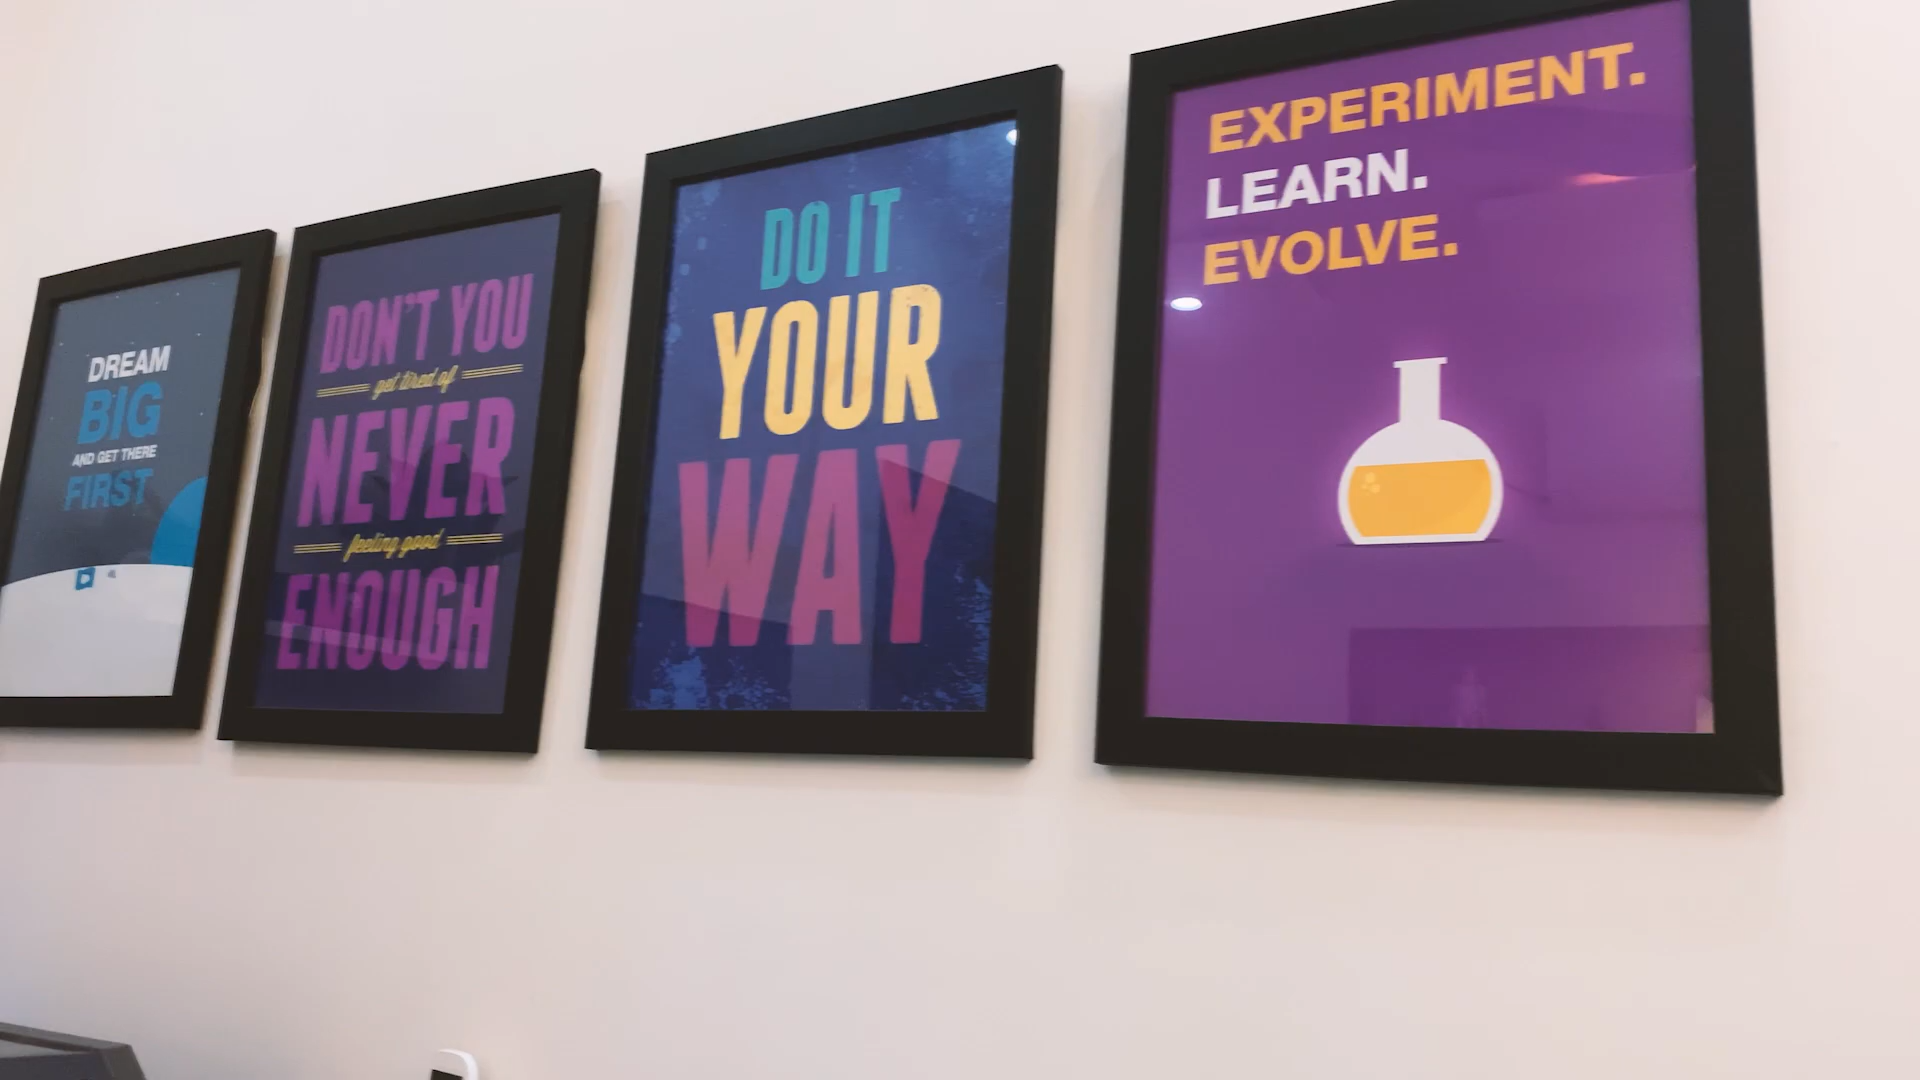 DREAM
BIG
AND GET THERE
FIRST
DON'T YOU
get tired of
NEVER
feeling good
ENOUGH
DO IT
YOUR
WAY
EXPERIMENT.
LEARN.
EVOLVE.